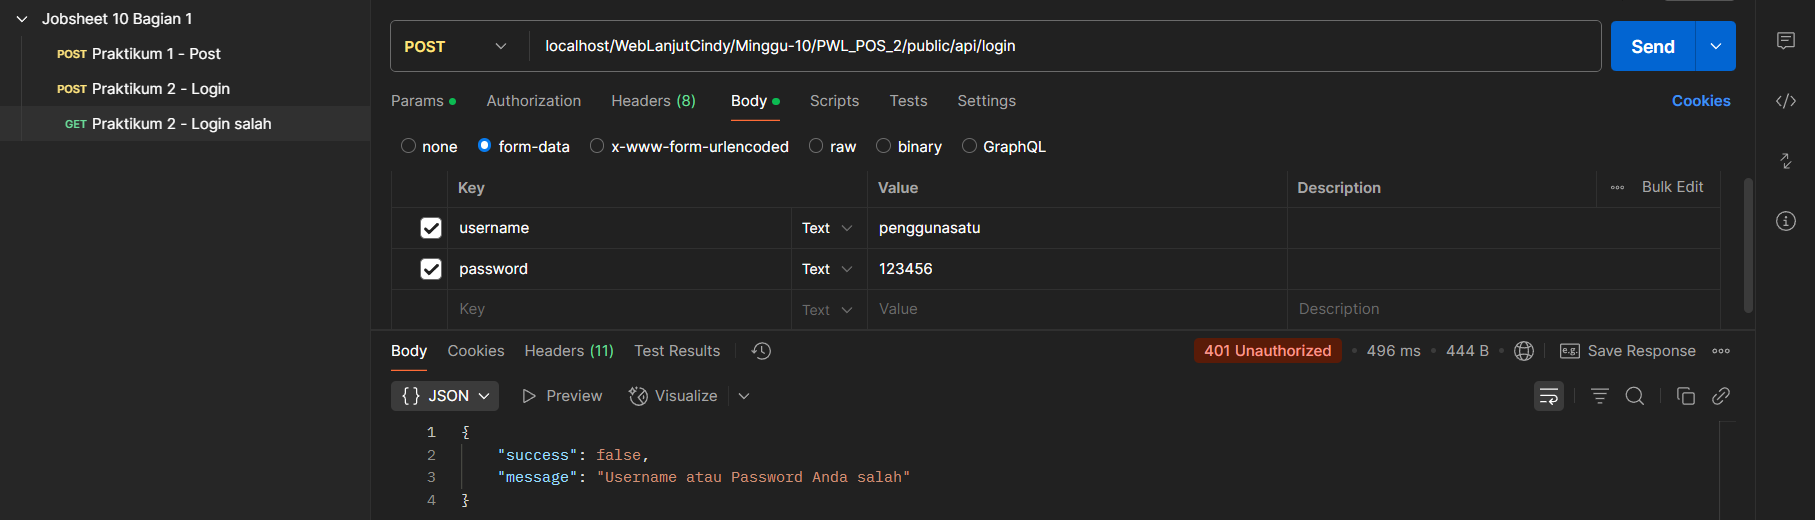 Jobsheet 10 Bagian 1
POST Praktikum 1 - Post
POST Praktikum 2 - Login
GET Praktikum 2 - Login salah
POST localhost/WebLanjutCindy/Minggu-10/PWL_POS_2/public/api/login Send
Params Authorization Headers (8) Body Scripts Tests Settings Cookies
none form-data x-www-form-urlencoded raw binary GraphQL
Key Value Description Bulk Edit
username Text penggunasatu
password Text 123456
Key Text Value Description
Body Cookies Headers (11) Test Results 401 Unauthorized 496 ms 444 B e.g. Save Response
{} JSON Preview Visualize
1 {
2 "success": false,
3 "message": "Username atau Password Anda salah"
4 }